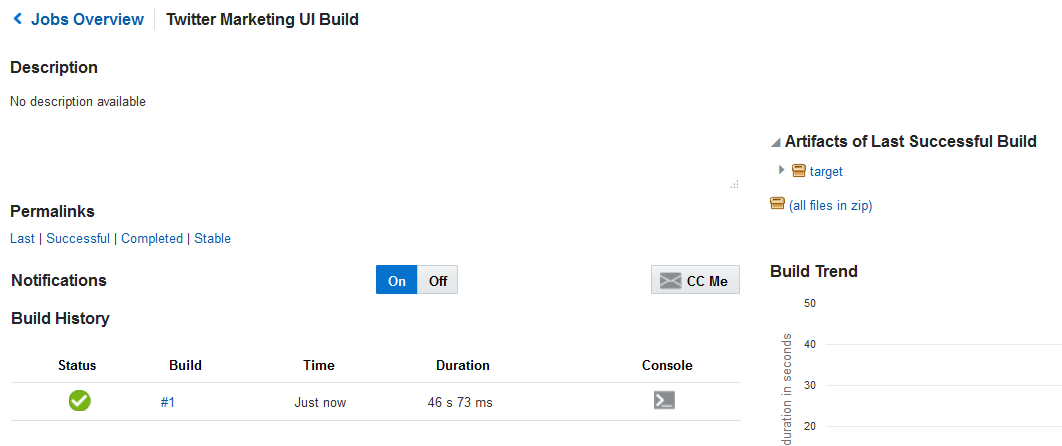 Jobs Overview Twitter Marketing UI Build
Description
No description available
Permalinks
Last | Successful | Completed | Stable
Notifications On Off CC Me
Build History
Status Build Time Duration Console
#1 Just now 46 s 73 ms
Artifacts of Last Successful Build
target
(all files in zip)
Build Trend
50
40
30
20
duration in seconds